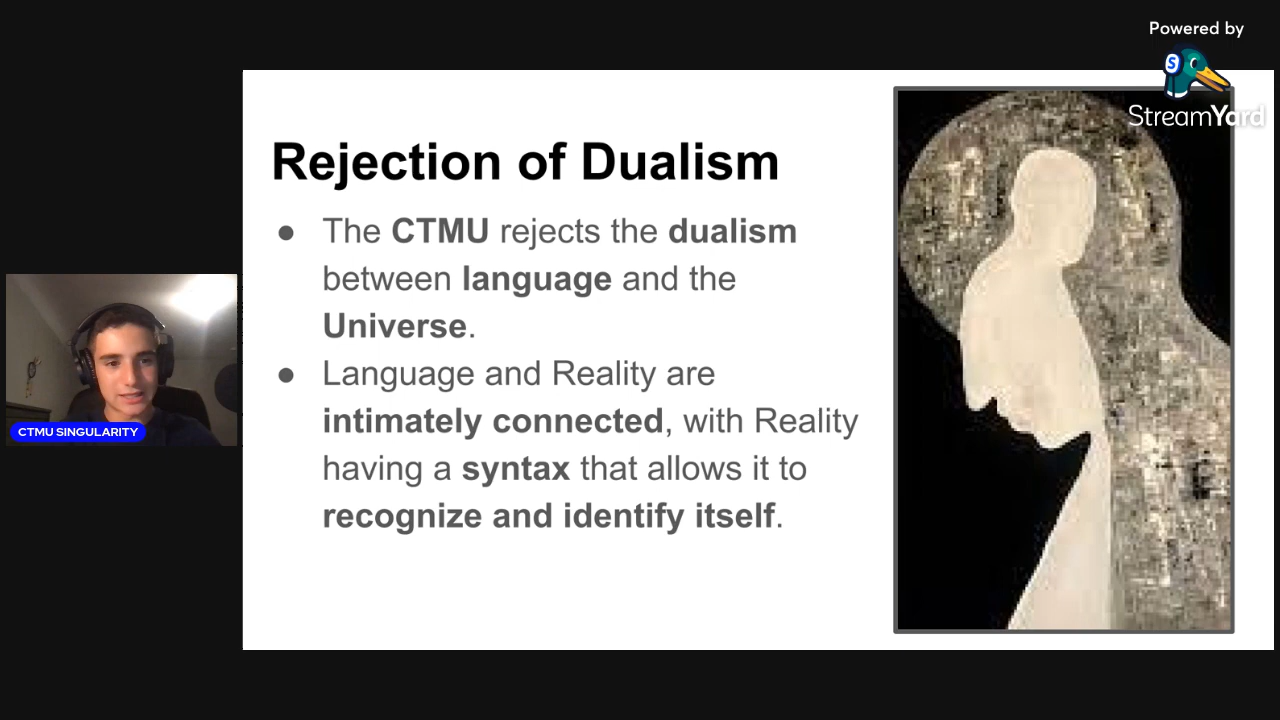 Powered by
S
StreamYard
Rejection of Dualism
● The CTMU rejects the dualism
between language and the
Universe.
● Language and Reality are
intimately connected, with Reality
having a syntax that allows it to
recognize and identify itself.
CTMU SINGULARITY